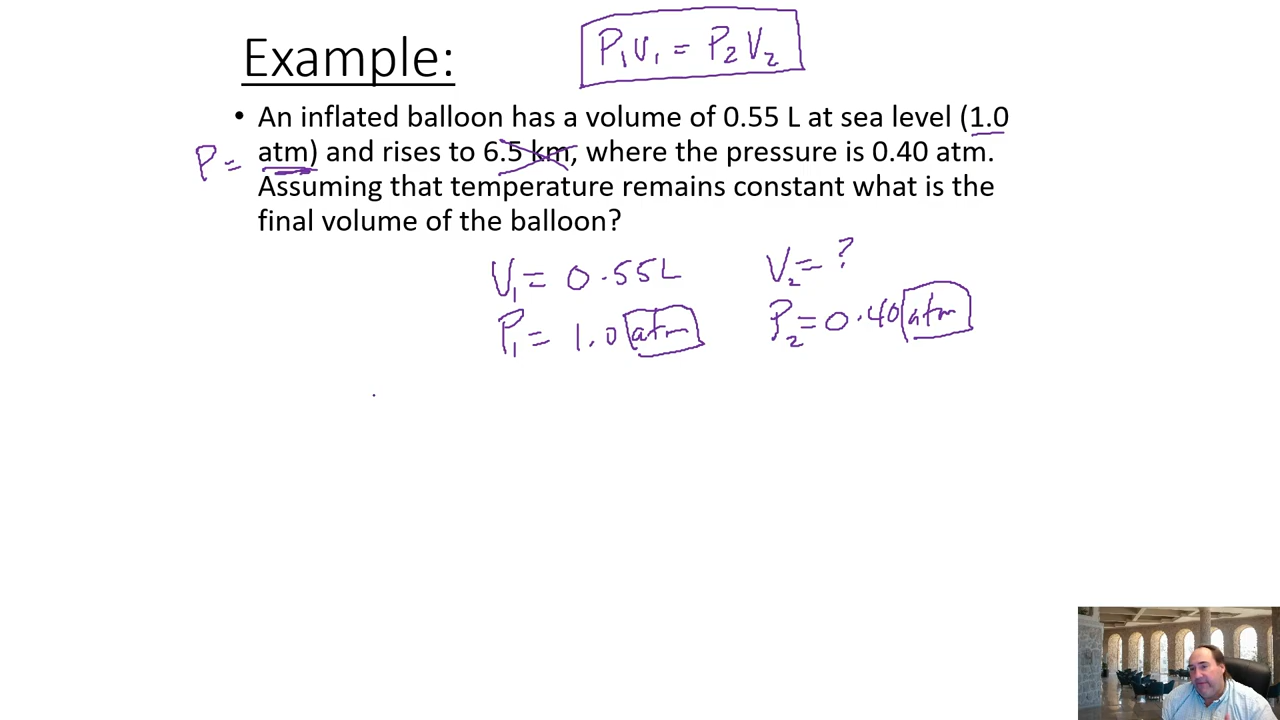 P₁V₁ = P₂V₂
Example:
• An inflated balloon has a volume of 0.55 L at sea level (1.0
P = atm) and rises to 6.5 km, where the pressure is 0.40 atm.
Assuming that temperature remains constant what is the
final volume of the balloon?
V₁ = 0.55L V₂ = ?
P₁ = 1.0 atm P₂ = 0.40 atm